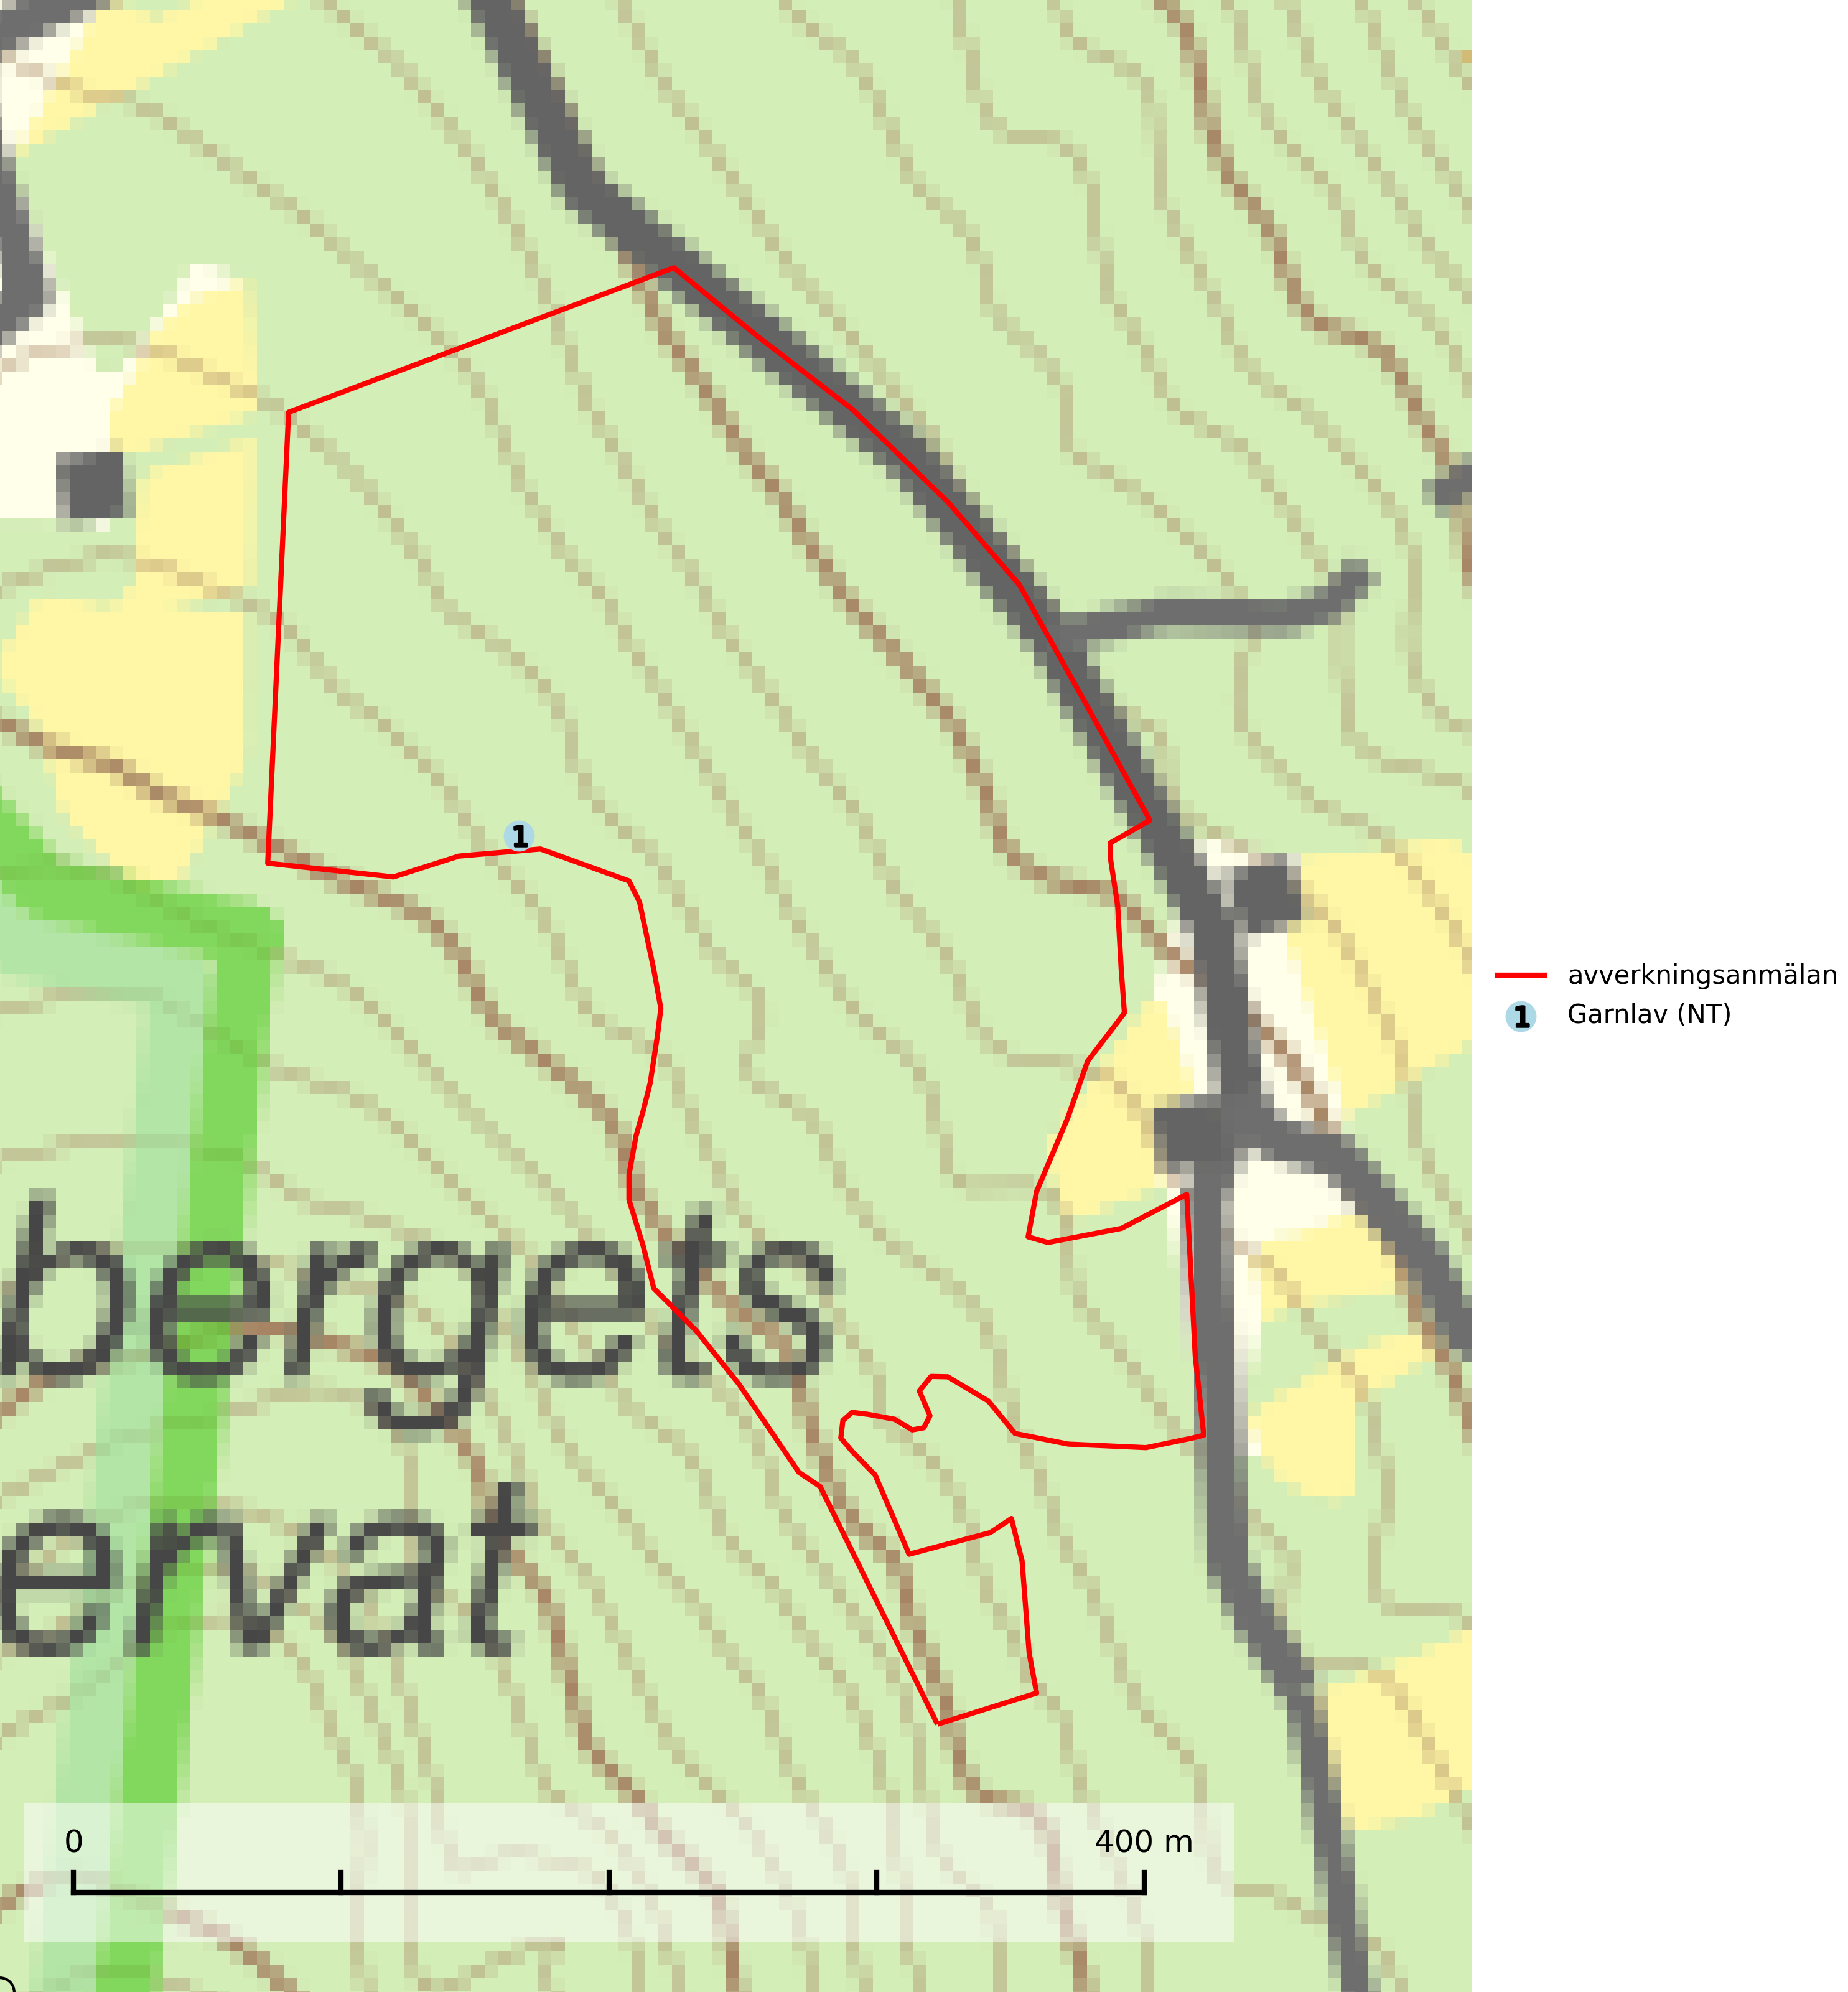 1
bergets
ervat
0 400 m
avverkningsanmälan
1 Garnlav (NT)